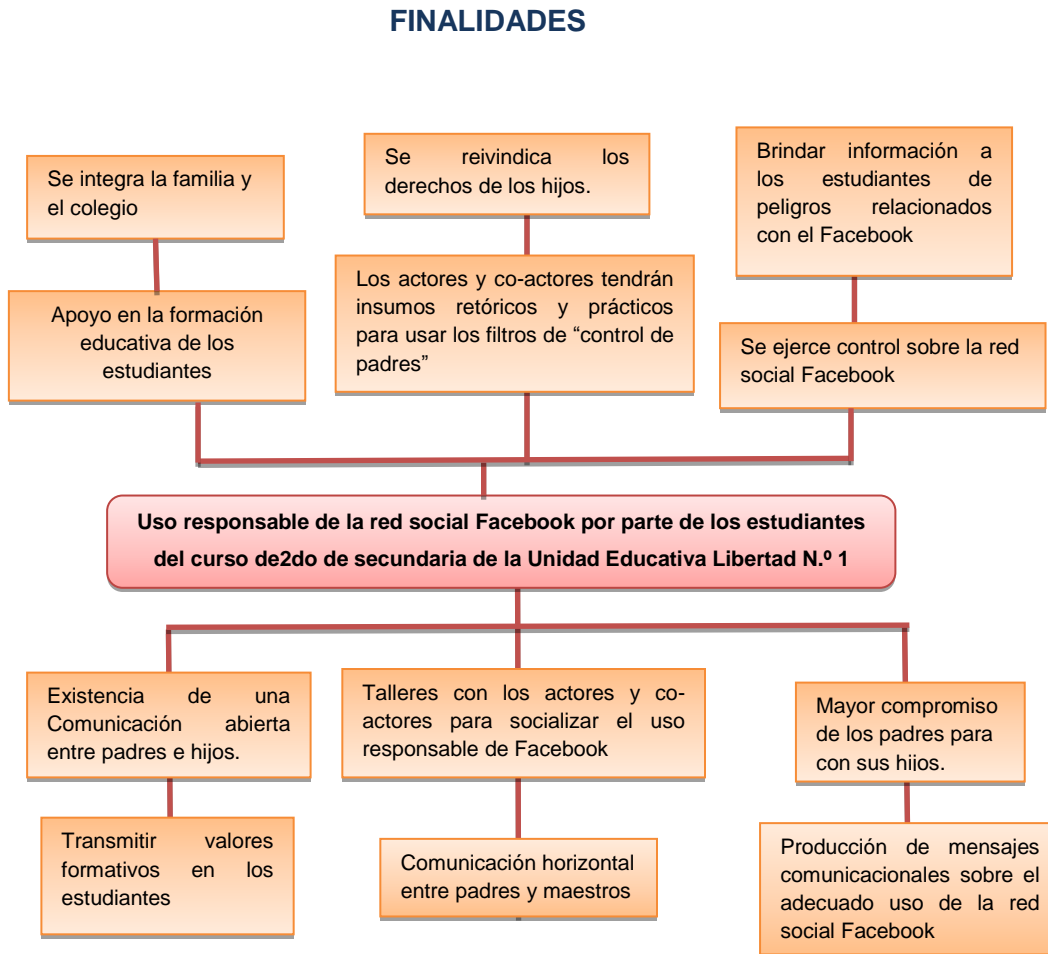 FINALIDADES
Se integra la familia y
el colegio
Se reivindica los
derechos de los hijos.
Brindar información a
los estudiantes de
peligros relacionados
con el Facebook
Apoyo en la formación
educativa de los
estudiantes
Los actores y co-actores tendrán
insumos retóricos y prácticos
para usar los filtros de “control de
padres”
Se ejerce control sobre la red
social Facebook
Uso responsable de la red social Facebook por parte de los estudiantes
del curso de2do de secundaria de la Unidad Educativa Libertad N.º 1
Existencia de una
Comunicación abierta
entre padres e hijos.
Talleres con los actores y co-
actores para socializar el uso
responsable de Facebook
Mayor compromiso
de los padres para
con sus hijos.
Transmitir valores
formativos en los
estudiantes
Comunicación horizontal
entre padres y maestros
Producción de mensajes
comunicacionales sobre el
adecuado uso de la red
social Facebook